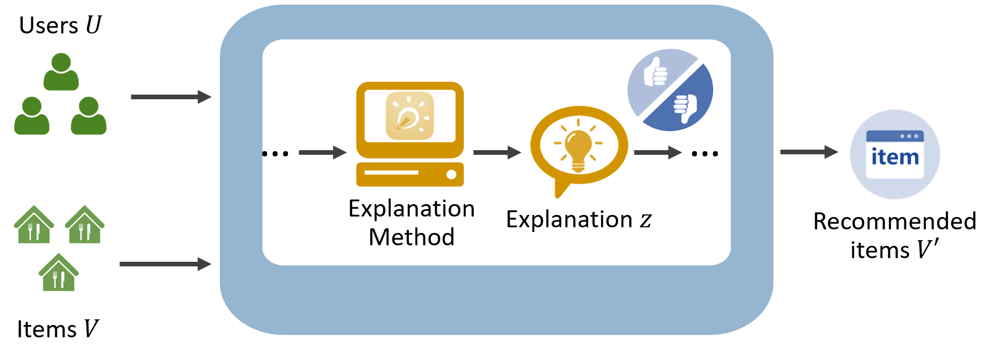 Users U
Items V
...
Explanation
Method
Explanation z
...
item
Recommended
items V′